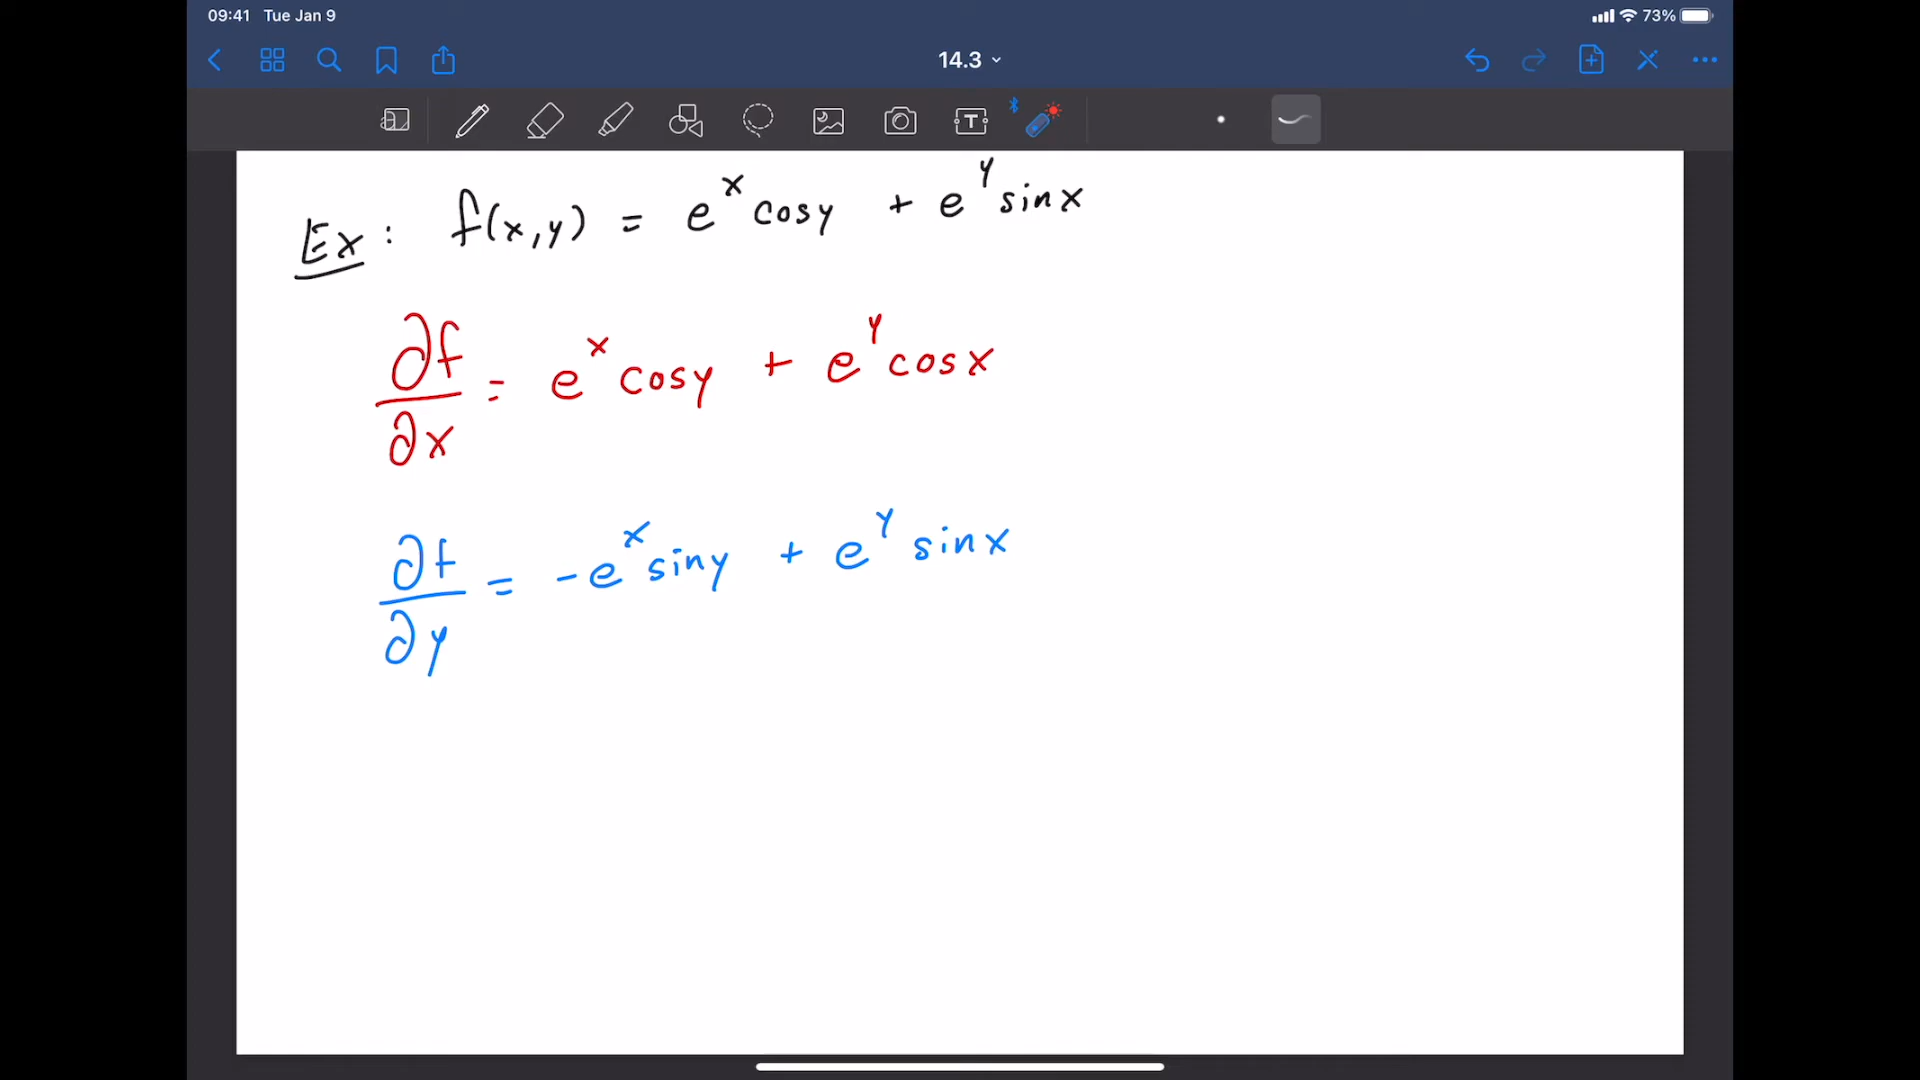 09:41 Tue Jan 9 73%
14.3
T
Ex: f(x,y) = e^x cosy + e^y sinx
∂f/∂x = e^x cosy + e^y cosx
∂f/∂y = -e^x siny + e^y sinx